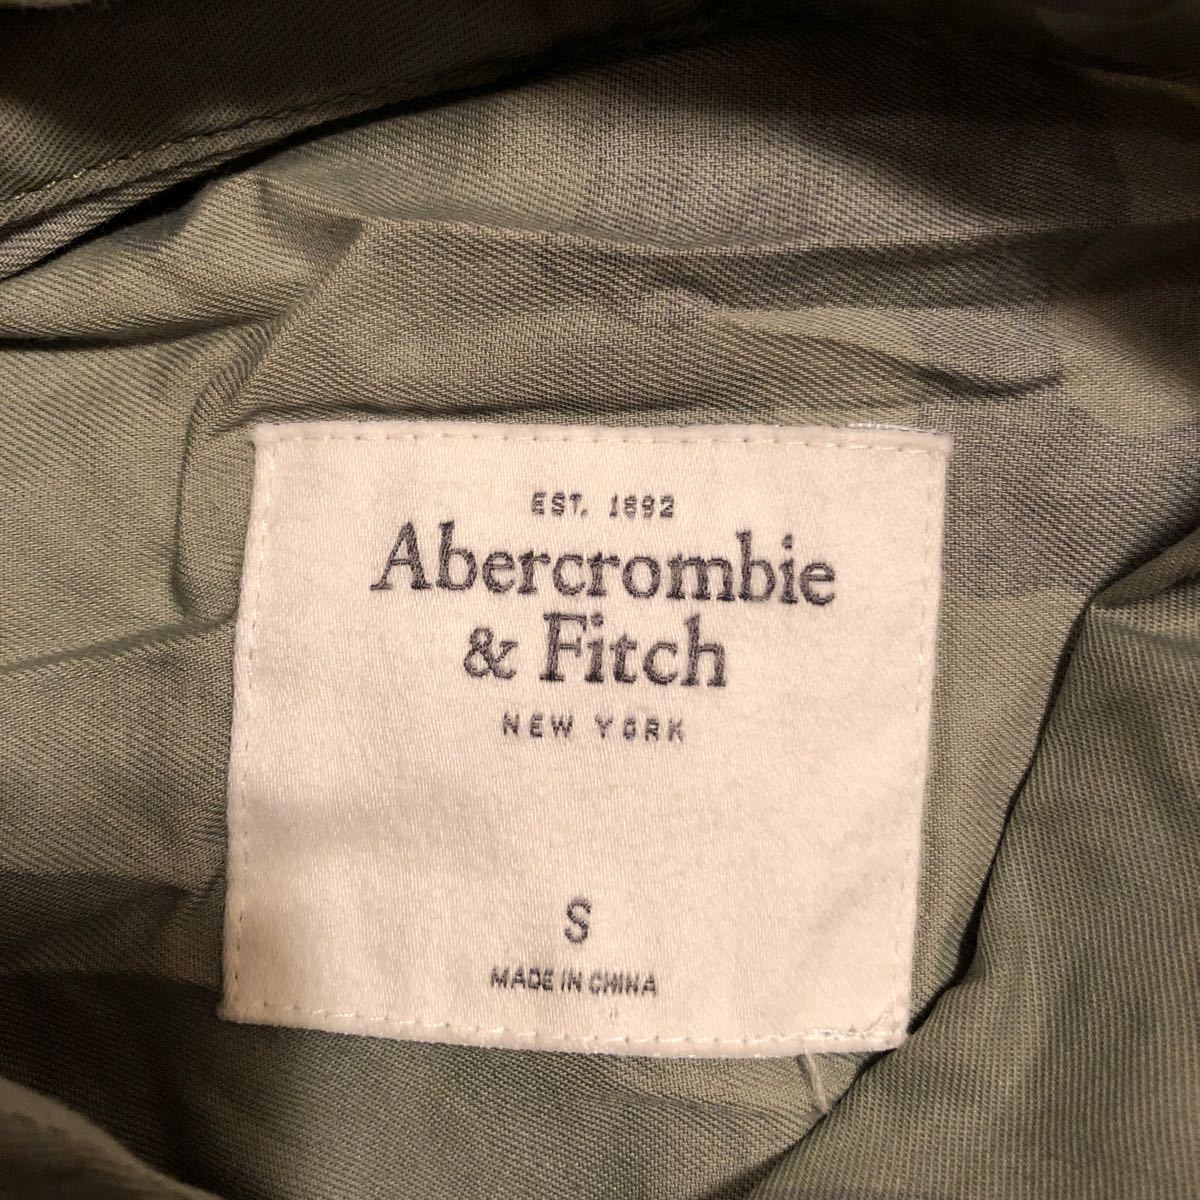 EST. 1892
Abercrombie
& Fitch
NEW YORK
S
MADE IN CHINA